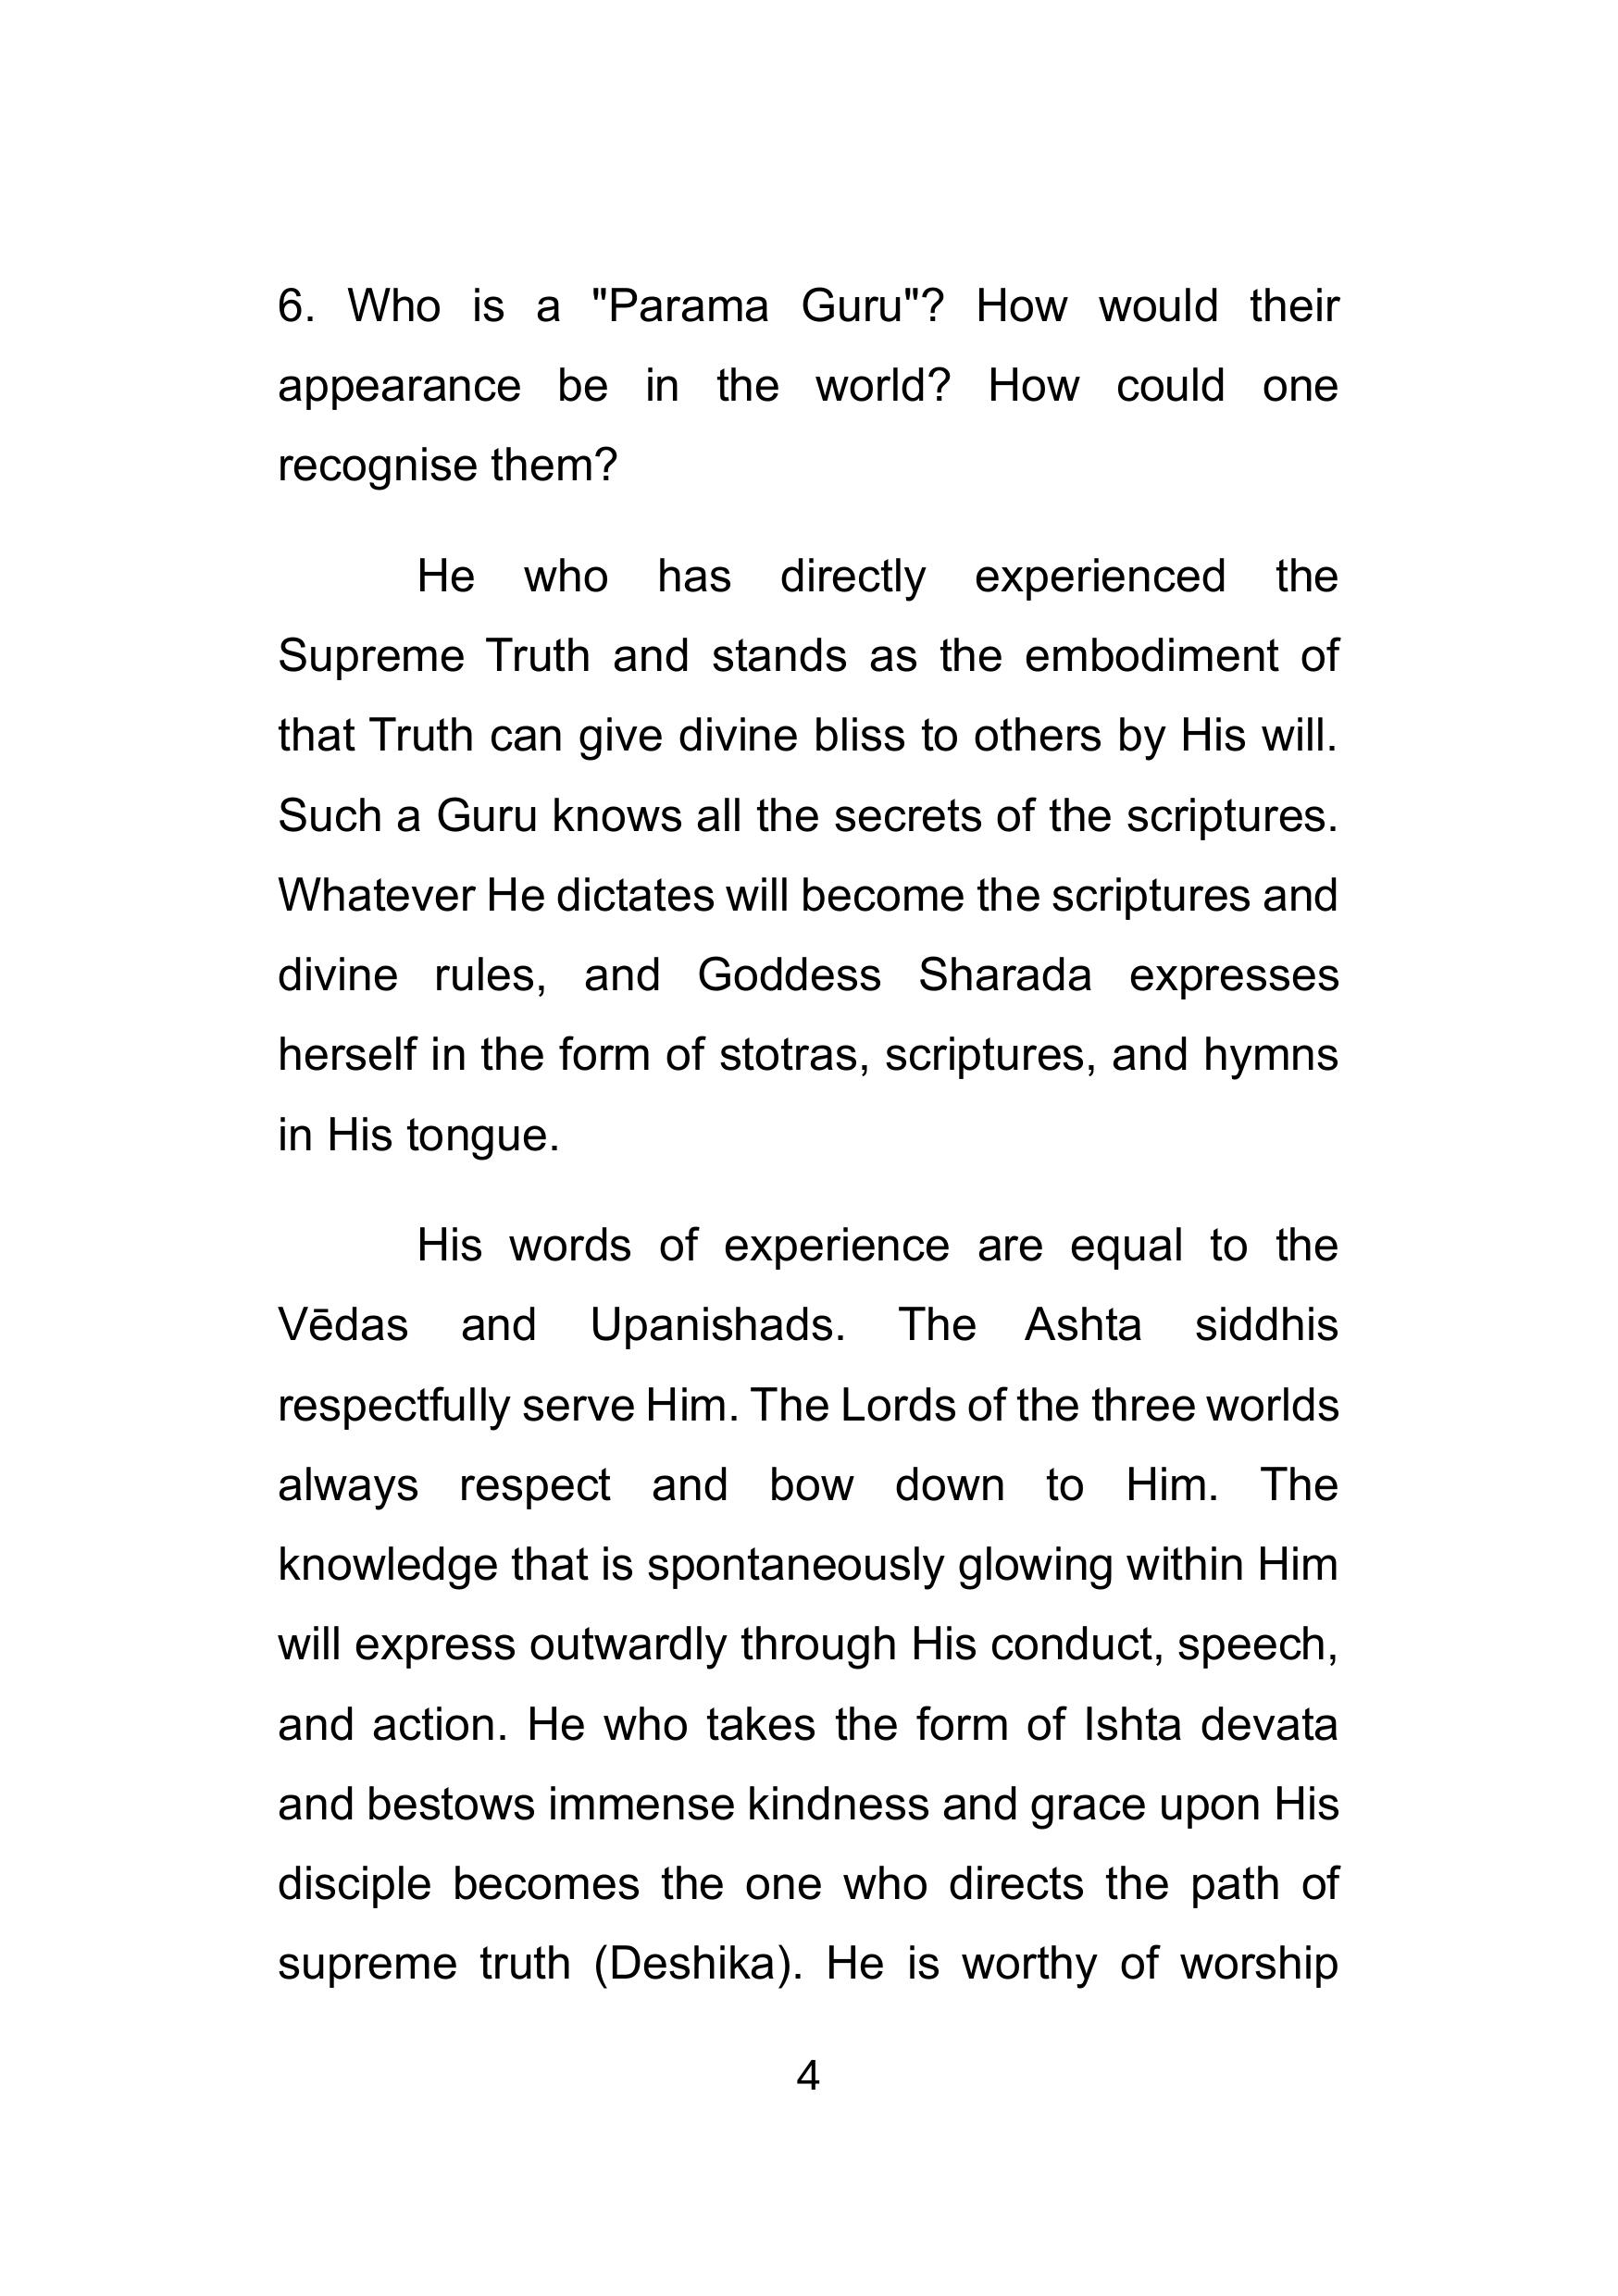 6. Who is a "Parama Guru"? How would their
appearance be in the world? How could one
recognise them?
He who has directly experienced the
Supreme Truth and stands as the embodiment of
that Truth can give divine bliss to others by His will.
Such a Guru knows all the secrets of the scriptures.
Whatever He dictates will become the scriptures and
divine rules, and Goddess Sharada expresses
herself in the form of stotras, scriptures, and hymns
in His tongue.
His words of experience are equal to the
Vēdas and Upanishads. The Ashta siddhis
respectfully serve Him. The Lords of the three worlds
always respect and bow down to Him. The
knowledge that is spontaneously glowing within Him
will express outwardly through His conduct, speech,
and action. He who takes the form of Ishta devata
and bestows immense kindness and grace upon His
disciple becomes the one who directs the path of
supreme truth (Deshika). He is worthy of worship
4